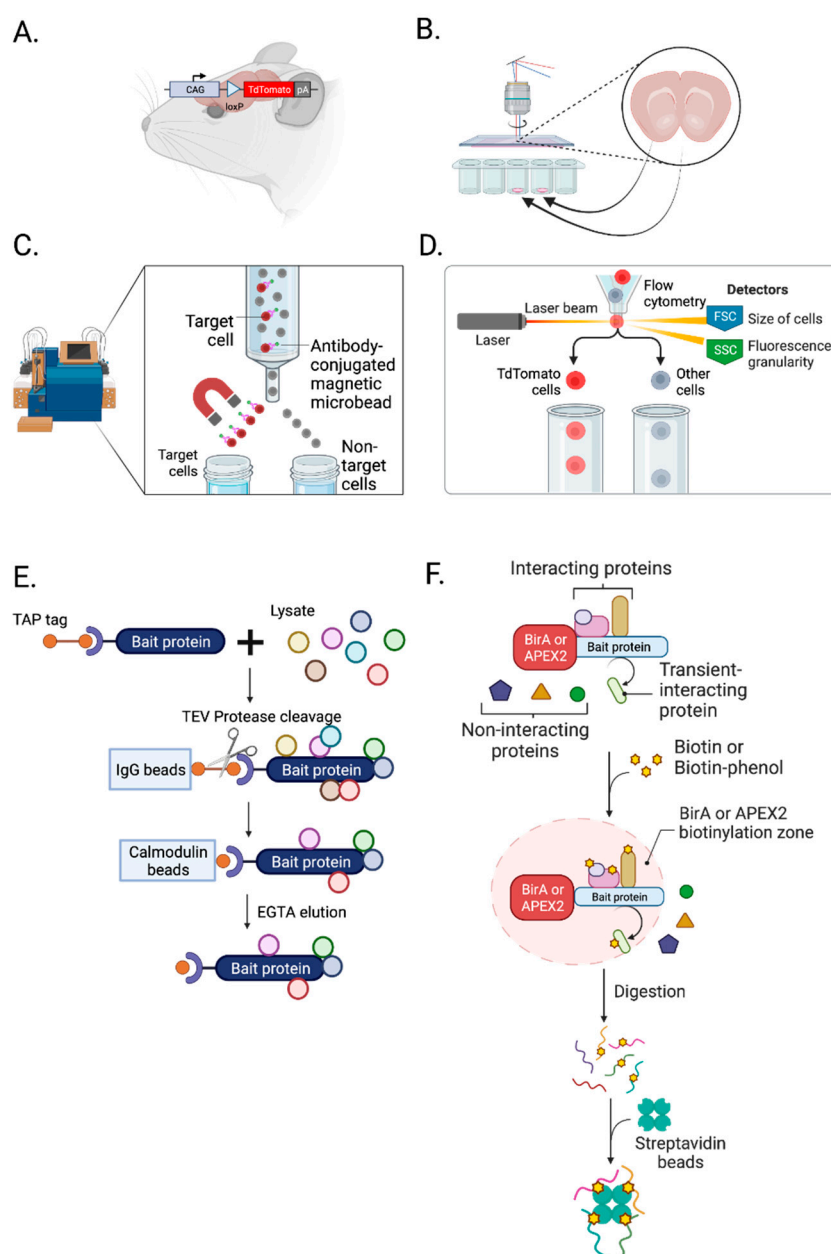 A.
CAG
loxP
TdTomato
pA
B.
C.
Target
cell
Antibody-
conjugated
magnetic
microbead
Target
cells
Non-
target
cells
D.
Flow
cytometry
Detectors
Laser beam
Laser
FSC
Size of cells
SSC
Fluorescence
granularity
TdTomato
cells
Other
cells
E.
TAP tag
Bait protein
Lysate
TEV Protease cleavage
IgG beads
Bait protein
Calmodulin
beads
Bait protein
EGTA elution
Bait protein
F.
Interacting proteins
BirA or
APEX2
Bait protein
Transient-
interacting
protein
Non-interacting
proteins
Biotin or
Biotin-phenol
BirA or APEX2
biotinylation zone
BirA or
APEX2
Bait protein
Digestion
Streptavidin
beads